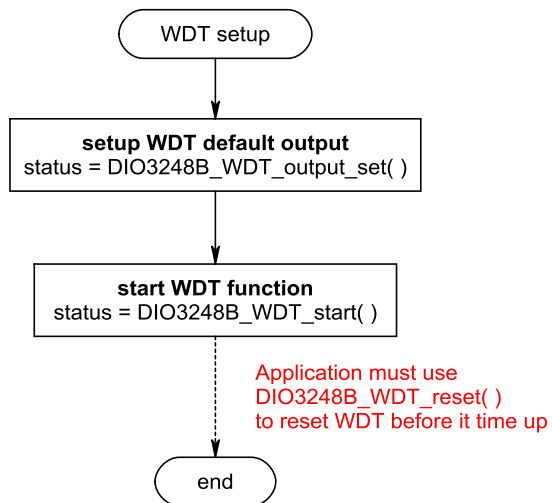 WDT setup
setup WDT default output
status = DIO3248B_WDT_output_set( )
start WDT function
status = DIO3248B_WDT_start( )
Application must use
DIO3248B_WDT_reset( )
to reset WDT before it time up
end